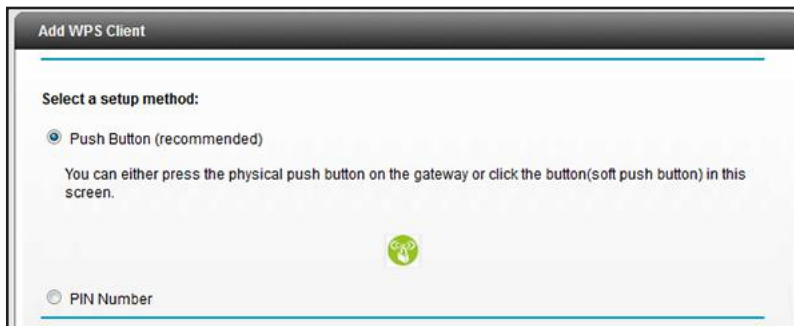 Add WPS Client
Select a setup method:
Push Button (recommended)
You can either press the physical push button on the gateway or click the button(soft push button) in this
screen.
PIN Number